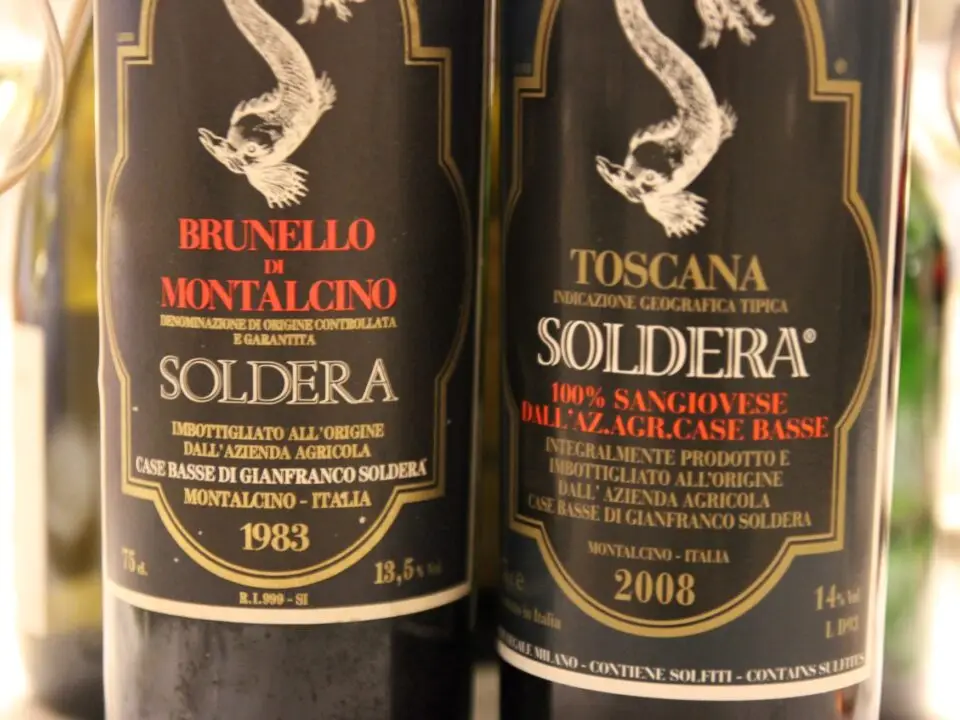 BRUNELLO
DI
MONTALCINO
DENOMINAZIONE DI ORIGINE CONTROLLATA
E GARANTITA
SOLDERA
IMBOTTIGLIATO ALL'ORIGINE
DALL'AZIENDA AGRICOLA
CASE BASSE DI GIANFRANCO SOLDERA
MONTALCINO - ITALIA
1983
75 cl.
13,5% Vol
R.I.999 - SI
TOSCANA
INDICAZIONE GEOGRAFICA TIPICA
SOLDERA®
100% SANGIOVESE
DALL'AZ.AGR.CASE BASSE
INTEGRALMENTE PRODOTTO E
IMBOTTIGLIATO ALL'ORIGINE
DALL' AZIENDA AGRICOLA
CASE BASSE DI GIANFRANCO SOLDERA
MONTALCINO - ITALIA
2008
in Italia
14% Vol
MILANO - CONTIENE SOLFITI - CONTAINS SULFITES